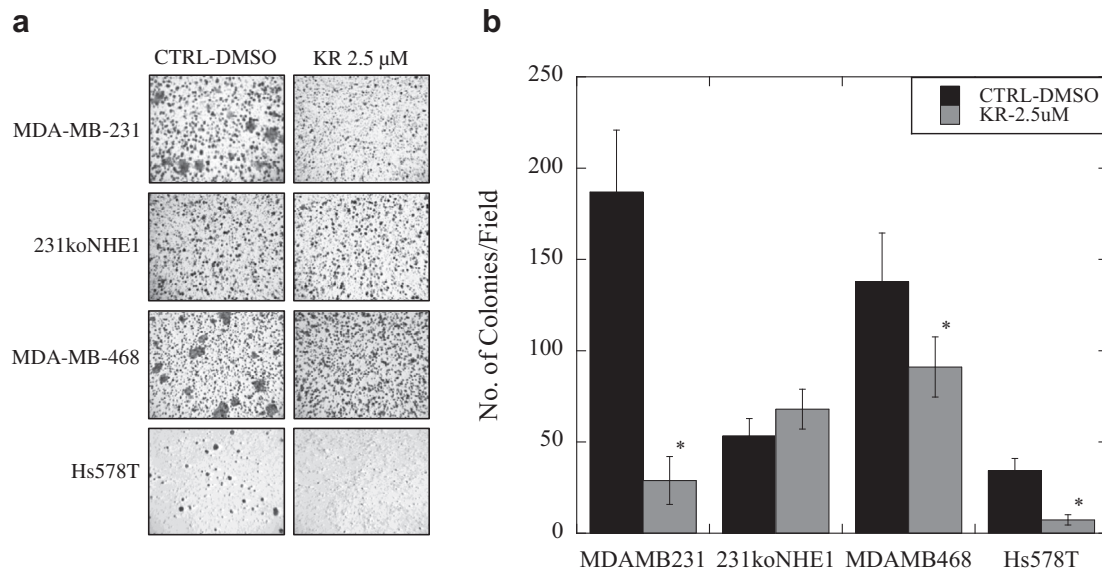 a
CTRL-DMSO KR 2.5 µM
MDA-MB-231
231koNHE1
MDA-MB-468
Hs578T
b
250
200
150
100
50
0
No. of Colonies/Field
CTRL-DMSO
KR-2.5uM
*
*
*
MDAMB231 231koNHE1 MDAMB468 Hs578T